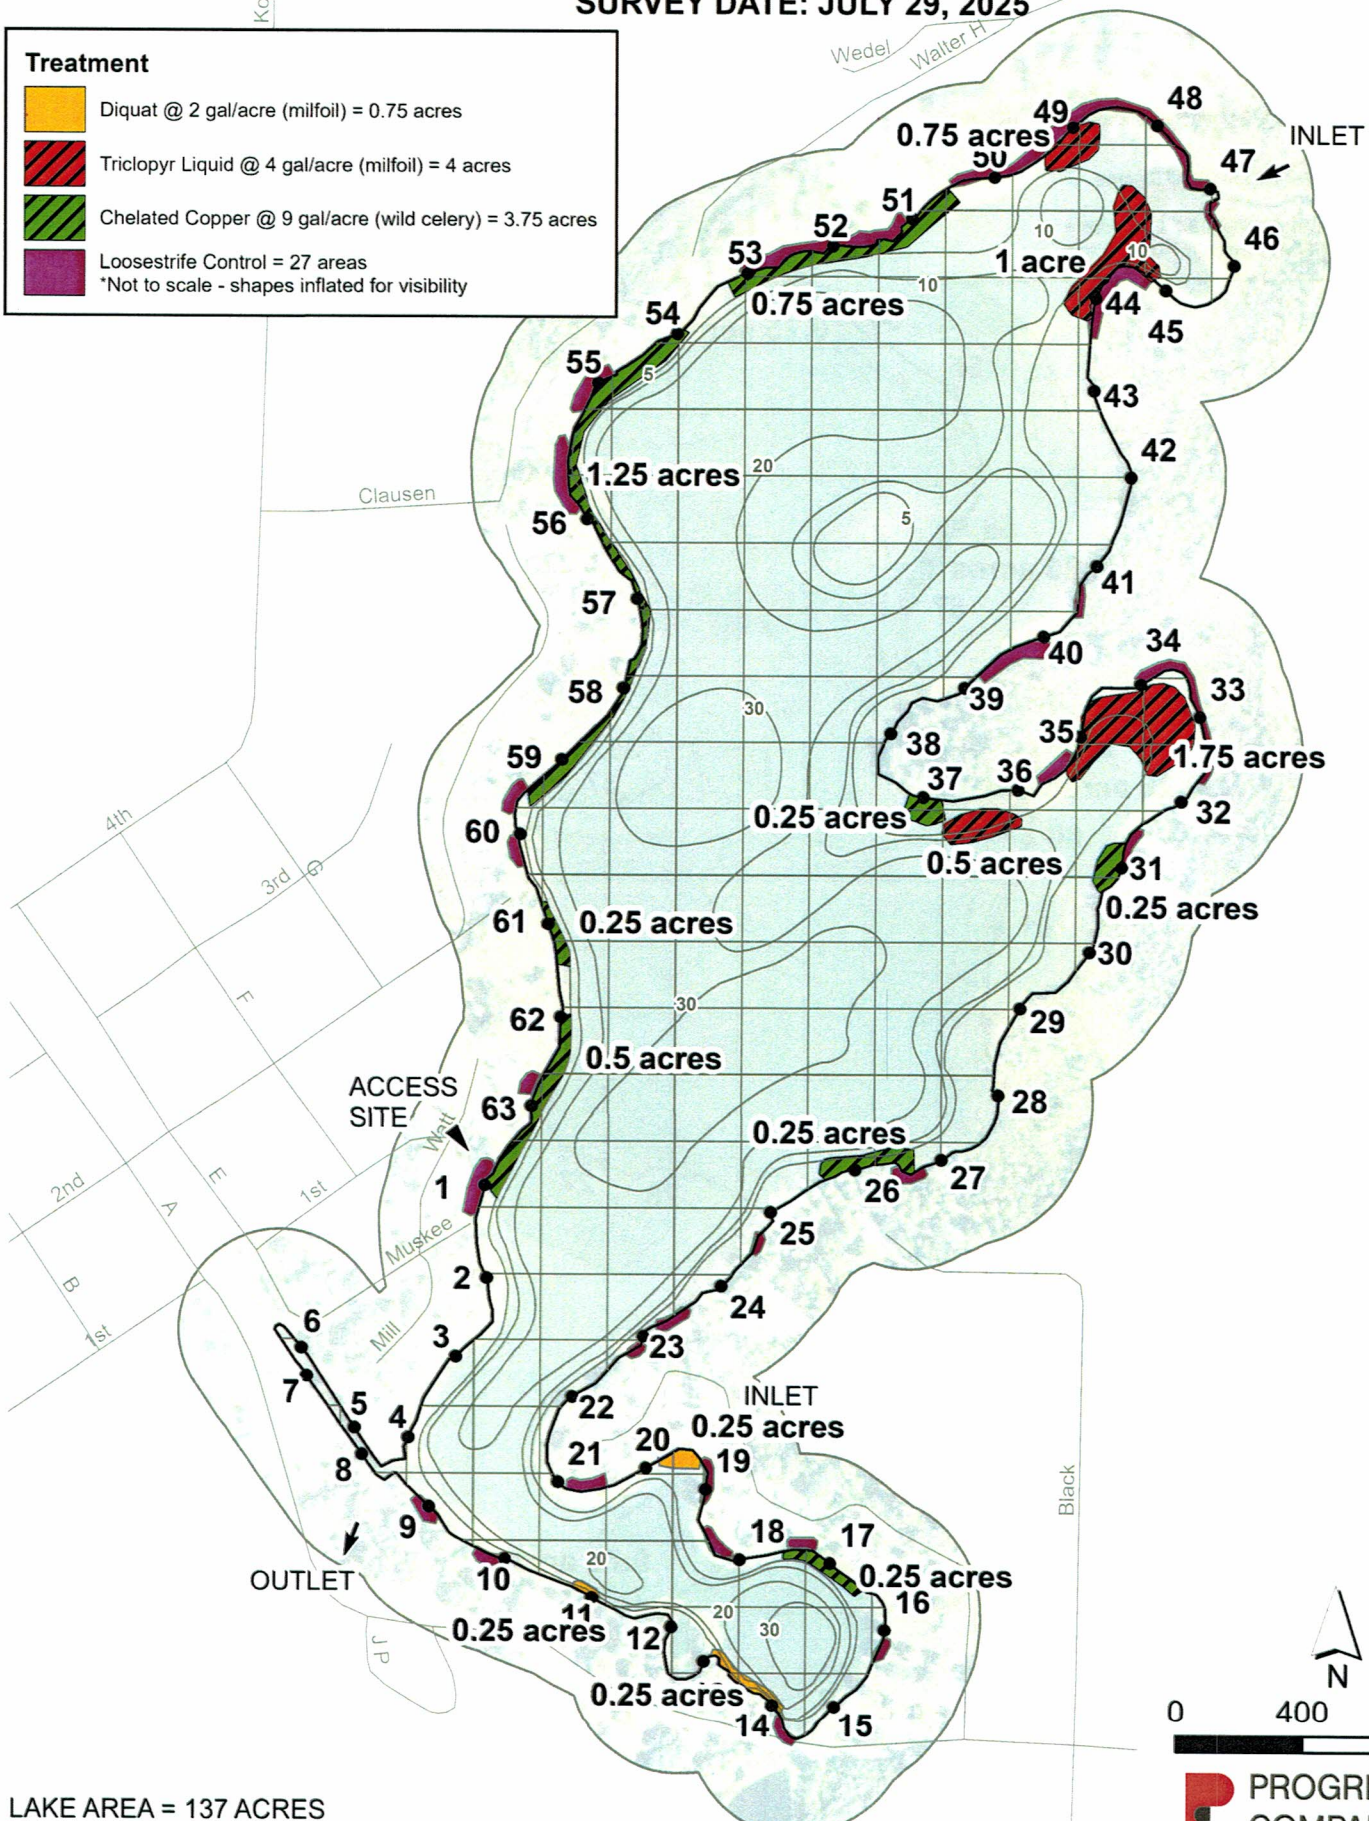 SURVEY DATE: JULY 29, 2025
Wedel
Walter H
Treatment
Diquat @ 2 gal/acre (milfoil) = 0.75 acres
Triclopyr Liquid @ 4 gal/acre (milfoil) = 4 acres
Chelated Copper @ 9 gal/acre (wild celery) = 3.75 acres
Loosestrife Control = 27 areas
*Not to scale - shapes inflated for visibility
49
48
0.75 acres
INLET
50
47
51
52
10
46
53
1 acre
10
10
0.75 acres
44
45
54
55
5
43
42
1.25 acres
20
Clausen
56
5
41
57
40
34
58
39
33
30
38
35
59
1.75 acres
37
36
32
4th
0.25 acres
60
0.5 acres
31
3rd
G
0.25 acres
61
0.25 acres
30
F
30
62
29
0.5 acres
ACCESS
SITE
63
28
Watt
0.25 acres
E
1st
2nd
A
1
26
27
Muskee
25
B
2
24
1st
Mill
6
3
23
7
INLET
22
5
4
0.25 acres
20
8
21
19
Black
9
18
17
OUTLET
10
20
0.25 acres
16
11
20
0.25 acres
12
30
J P
0.25 acres
14
15
N
0
400
LAKE AREA = 137 ACRES